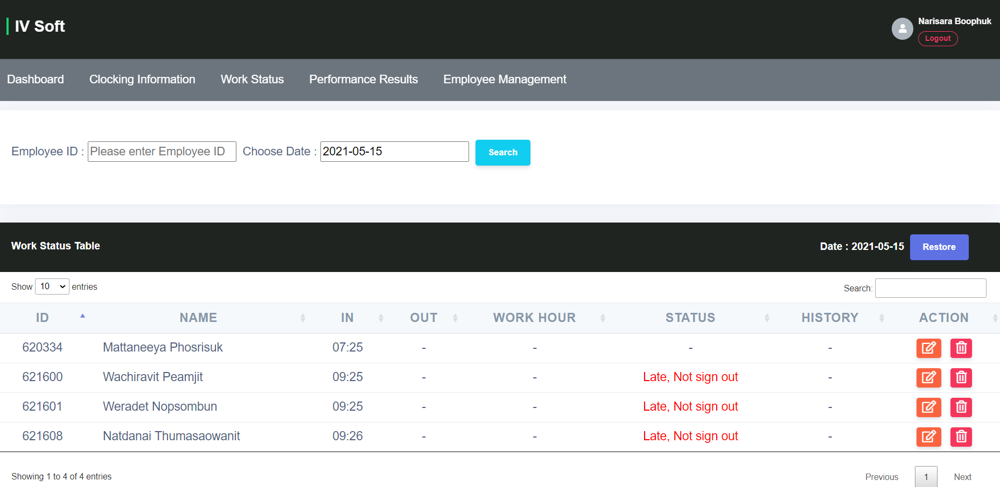 IV Soft
Narisara Boophuk
Logout
Dashboard Clocking Information Work Status Performance Results Employee Management
Employee ID : Please enter Employee ID Choose Date : 2021-05-15 Search
Work Status Table Date : 2021-05-15 Restore
Show 10 entries Search:
ID NAME IN OUT WORK HOUR STATUS HISTORY ACTION
620334 Mattaneeya Phosrisuk 07:25 - - - -
621600 Wachiravit Peamjit 09:25 - - Late, Not sign out -
621601 Weradet Nopsombun 09:25 - - Late, Not sign out -
621608 Natdanai Thumasaowanit 09:26 - - Late, Not sign out -
Showing 1 to 4 of 4 entries Previous 1 Next